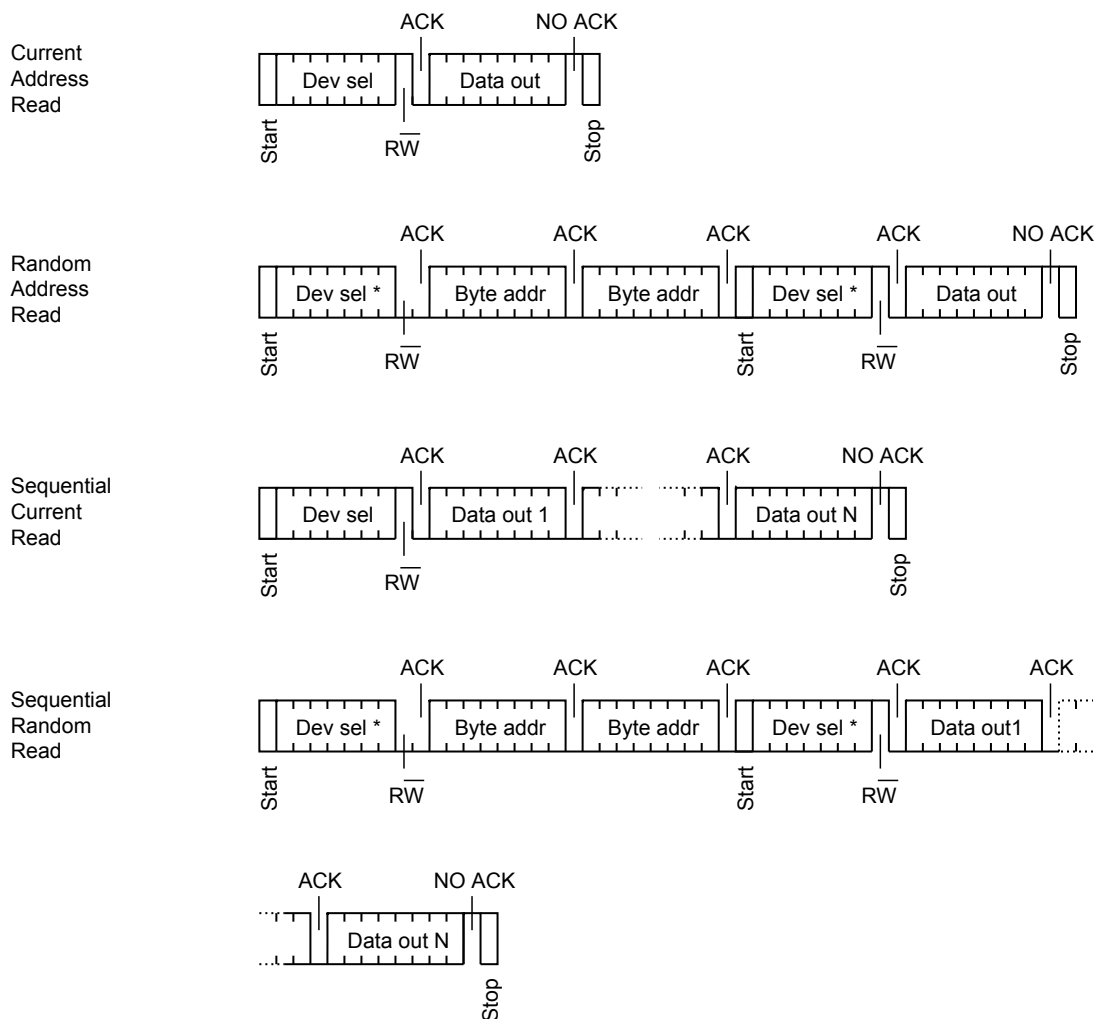 Current
Address
Read
ACK NO ACK
Dev sel Data out
Start RW̅ Stop
Random
Address
Read
ACK ACK ACK ACK NO ACK
Dev sel * Byte addr Byte addr Dev sel * Data out
Start RW̅ Start RW̅ Stop
Sequential
Current
Read
ACK ACK ACK NO ACK
Dev sel Data out 1 Data out N
Start RW̅ Stop
Sequential
Random
Read
ACK ACK ACK ACK ACK
Dev sel * Byte addr Byte addr Dev sel * Data out1
Start RW̅ Start RW̅
ACK NO ACK
Data out N
Stop